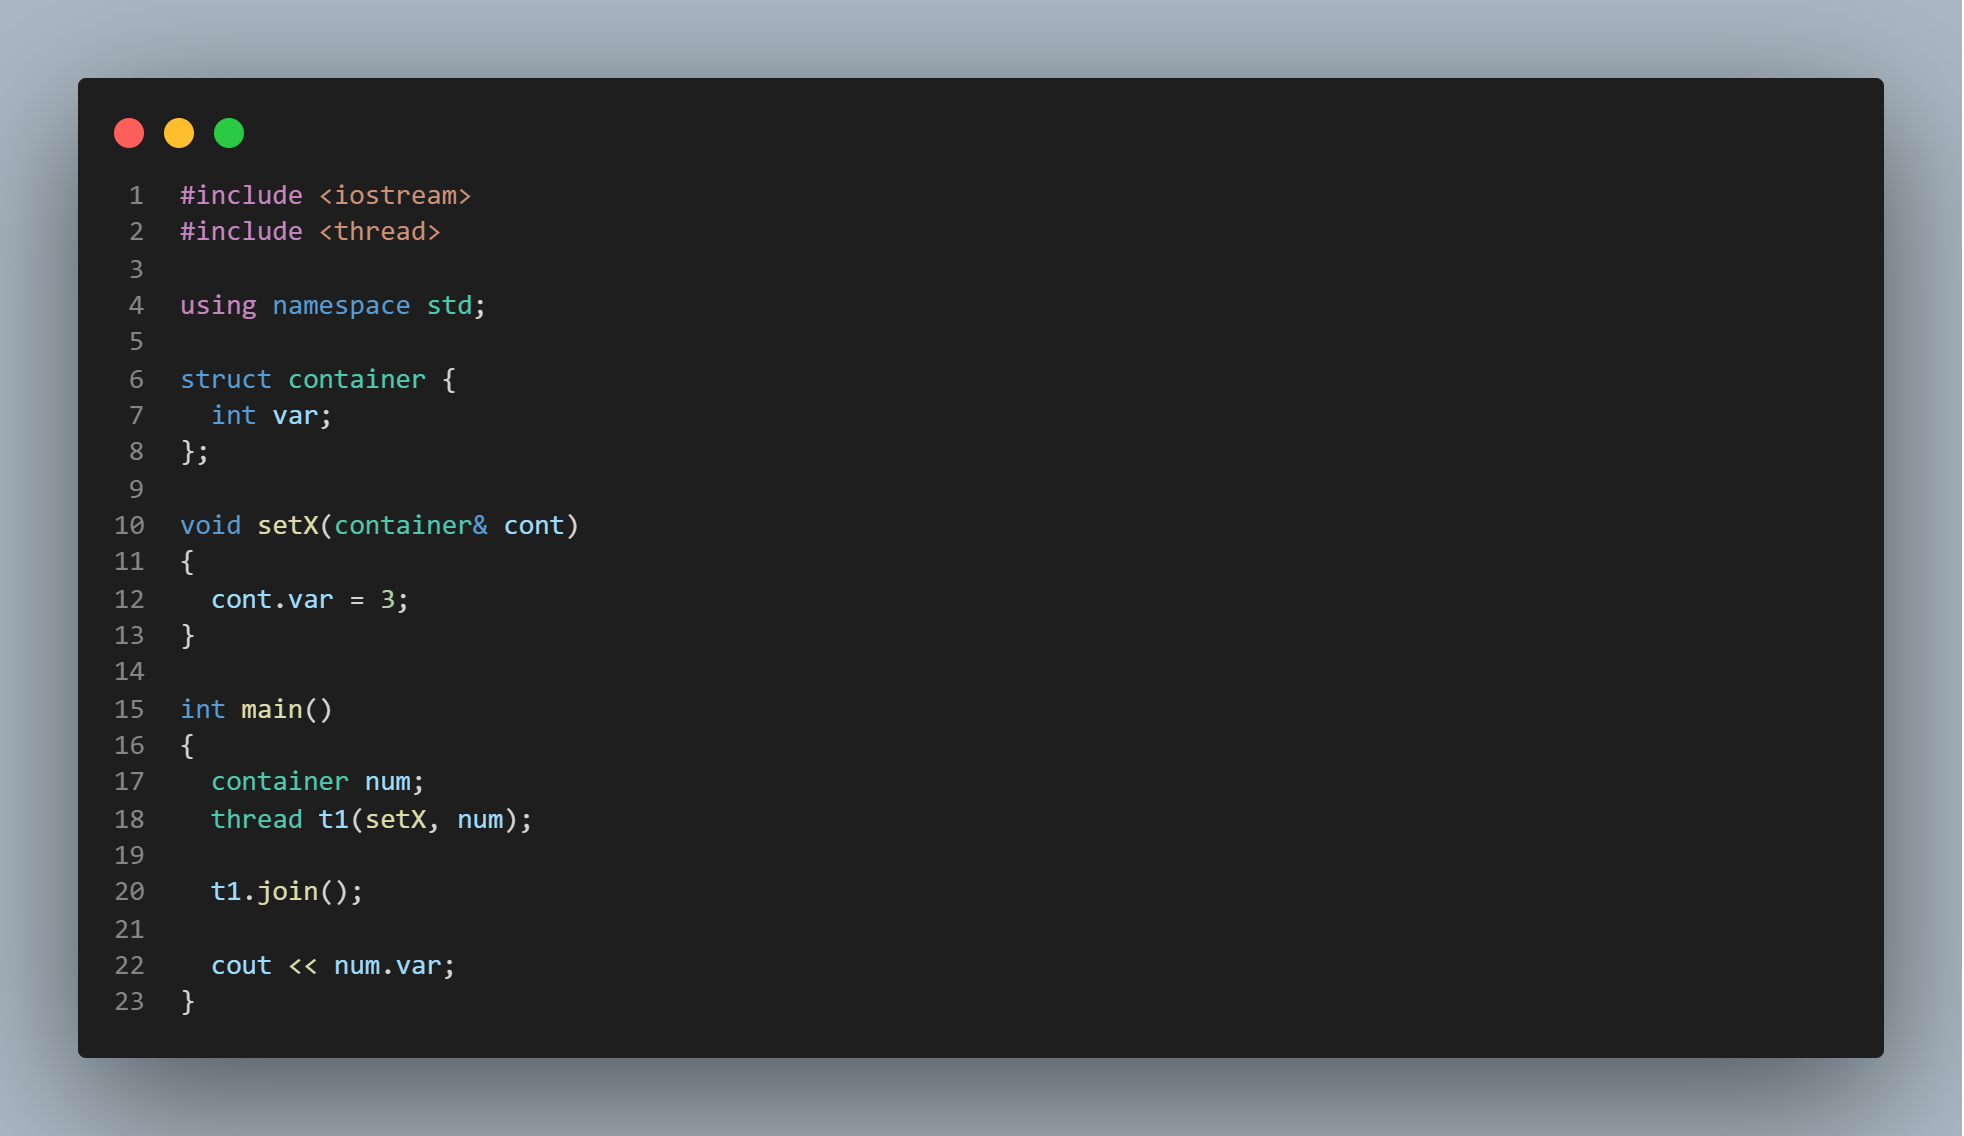 1 #include <iostream>
2 #include <thread>
3
4 using namespace std;
5
6 struct container {
7   int var;
8 };
9
10 void setX(container& cont)
11 {
12   cont.var = 3;
13 }
14
15 int main()
16 {
17   container num;
18   thread t1(setX, num);
19
20   t1.join();
21
22   cout << num.var;
23 }